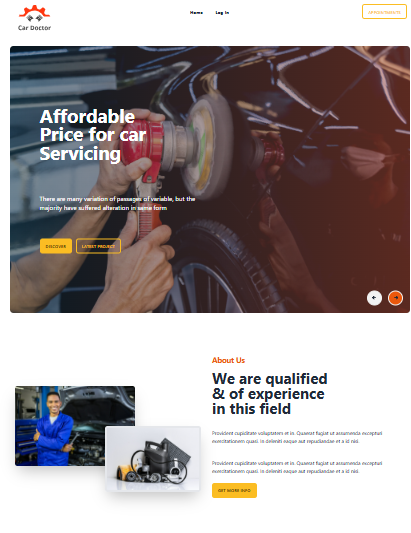 Car Doctor
Home Log In
APPOINTMENTS
Affordable
Price for car
Servicing
There are many variation of passages of variable, but the
majority have suffered alteration in same form
DISCOVER LATEST PROJECT
About Us
We are qualified
& of experience
in this field
Provident cupiditate voluptatem et in. Quaerat fugiat ut assumenda excepturi
exercitationem quasi. In deleniti eaque aut repudiandae et a id nisi.
Provident cupiditate voluptatem et in. Quaerat fugiat ut assumenda excepturi
exercitationem quasi. In deleniti eaque aut repudiandae et a id nisi.
GET MORE INFO